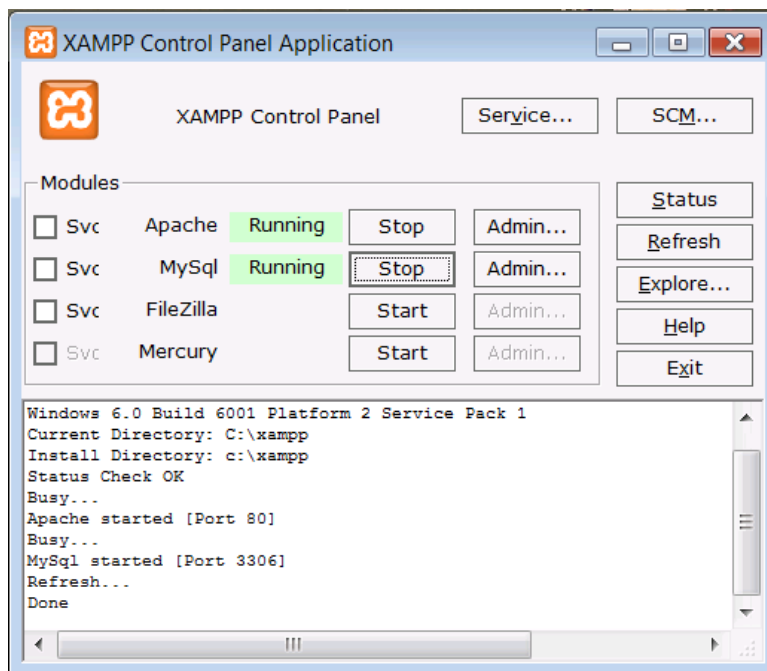 XAMPP Control Panel Application
XAMPP Control Panel Service... SCM...
Modules
Svc Apache Running Stop Admin...
Svc MySql Running Stop Admin...
Svc FileZilla Start Admin...
Svc Mercury Start Admin...
Status
Refresh
Explore...
Help
Exit
Windows 6.0 Build 6001 Platform 2 Service Pack 1
Current Directory: C:\xampp
Install Directory: c:\xampp
Status Check OK
Busy...
Apache started [Port 80]
Busy...
MySql started [Port 3306]
Refresh...
Done